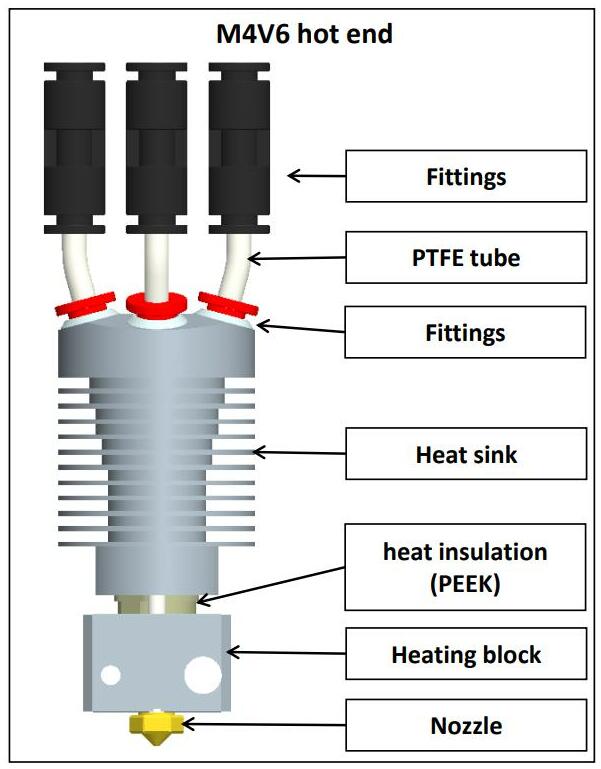 M4V6 hot end
Fittings
PTFE tube
Fittings
Heat sink
heat insulation
(PEEK)
Heating block
Nozzle